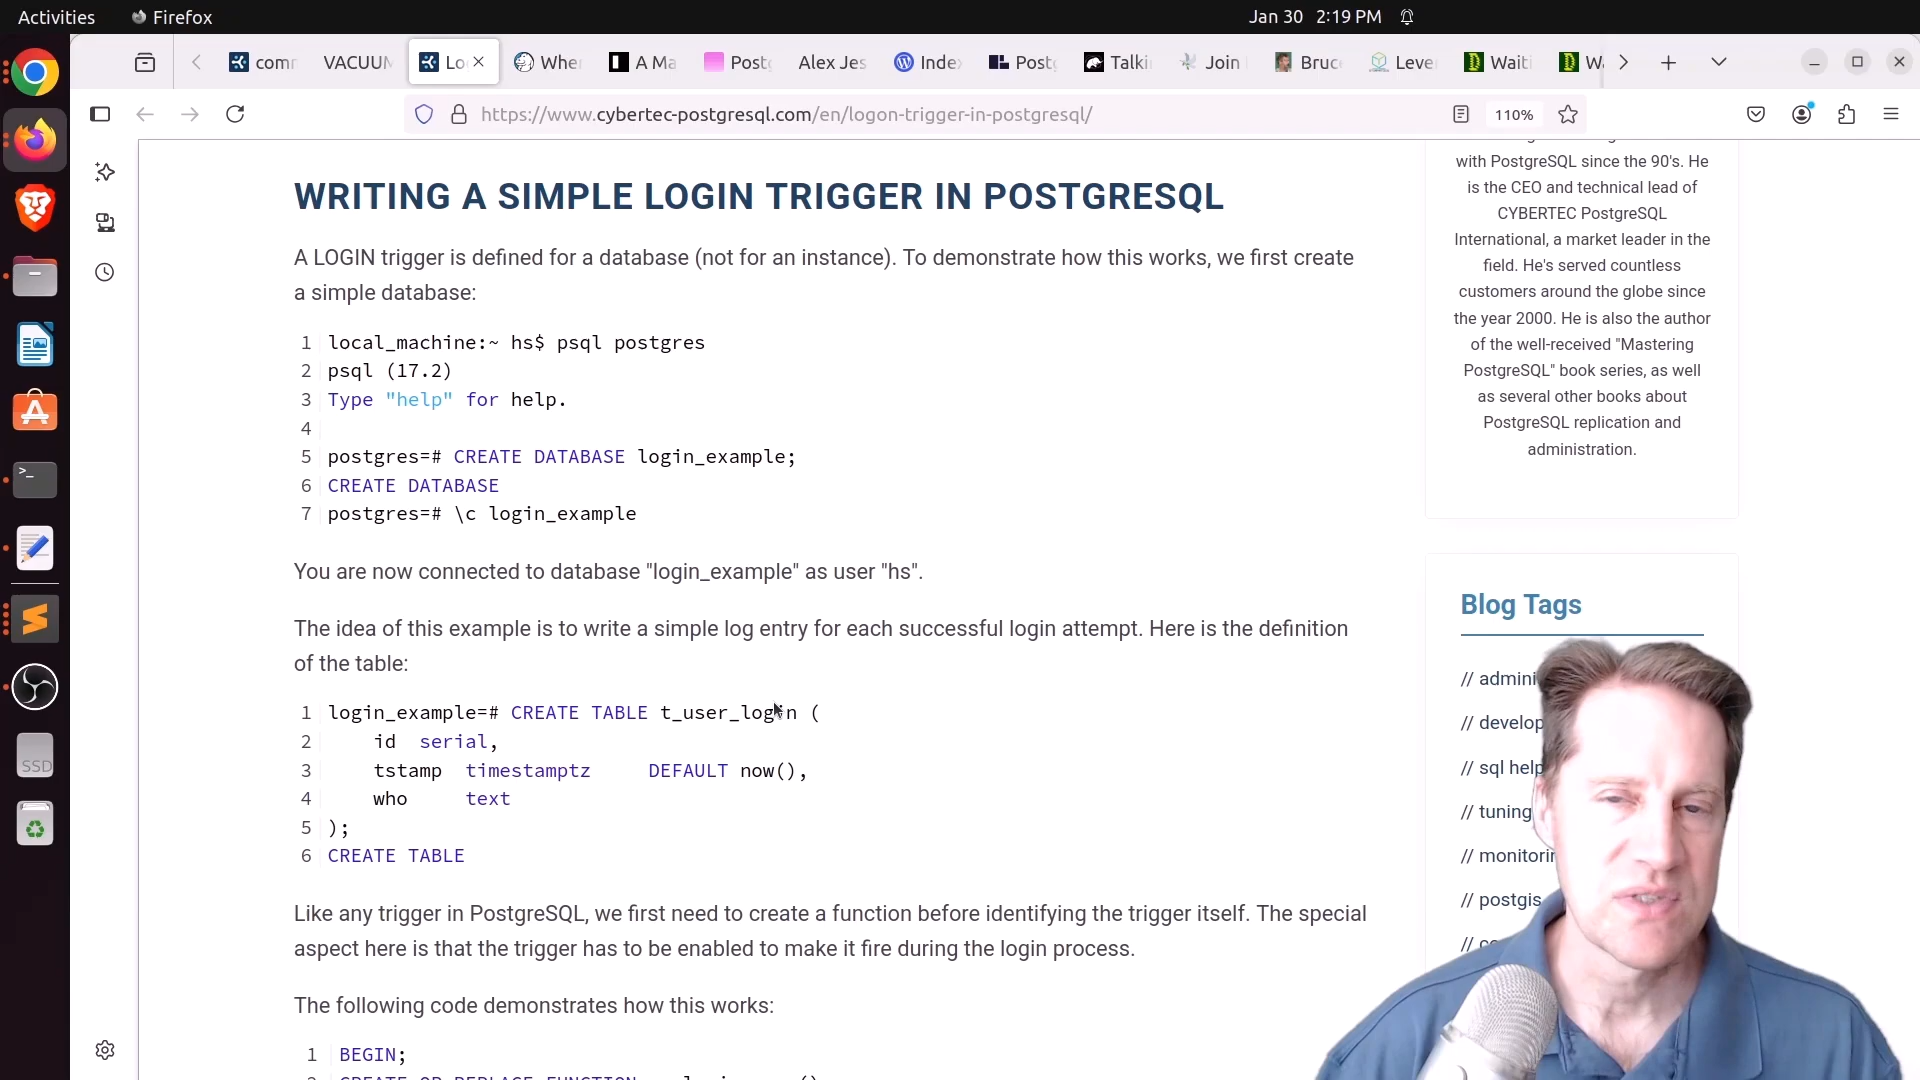 Activities
Firefox
Jan 30 2:19 PM
com
VACUUM
Lo
Whe
A Ma
Post
Alex Jes
Inde
Post
Talki
Join
Bruc
Leve
Waiti
Wa
https://www.cybertec-postgresql.com/en/logon-trigger-in-postgresql/
110%
WRITING A SIMPLE LOGIN TRIGGER IN POSTGRESQL
A LOGIN trigger is defined for a database (not for an instance). To demonstrate how this works, we first create
a simple database:
1 local_machine:~ hs$ psql postgres
2 psql (17.2)
3 Type "help" for help.
4
5 postgres=# CREATE DATABASE login_example;
6 CREATE DATABASE
7 postgres=# \c login_example
You are now connected to database "login_example" as user "hs".
The idea of this example is to write a simple log entry for each successful login attempt. Here is the definition
of the table:
1 login_example=# CREATE TABLE t_user_login (
2 id serial,
3 tstamp timestamptz DEFAULT now(),
4 who text
5 );
6 CREATE TABLE
Like any trigger in PostgreSQL, we first need to create a function before identifying the trigger itself. The special
aspect here is that the trigger has to be enabled to make it fire during the login process.
The following code demonstrates how this works:
1 BEGIN;
with PostgreSQL since the 90's. He
is the CEO and technical lead of
CYBERTEC PostgreSQL
International, a market leader in the
field. He's served countless
customers around the globe since
the year 2000. He is also the author
of the well-received "Mastering
PostgreSQL" book series, as well
as several other books about
PostgreSQL replication and
administration.
Blog Tags
// admini
// develop
// sql help
// tuning
// monitorin
// postgis
SSD